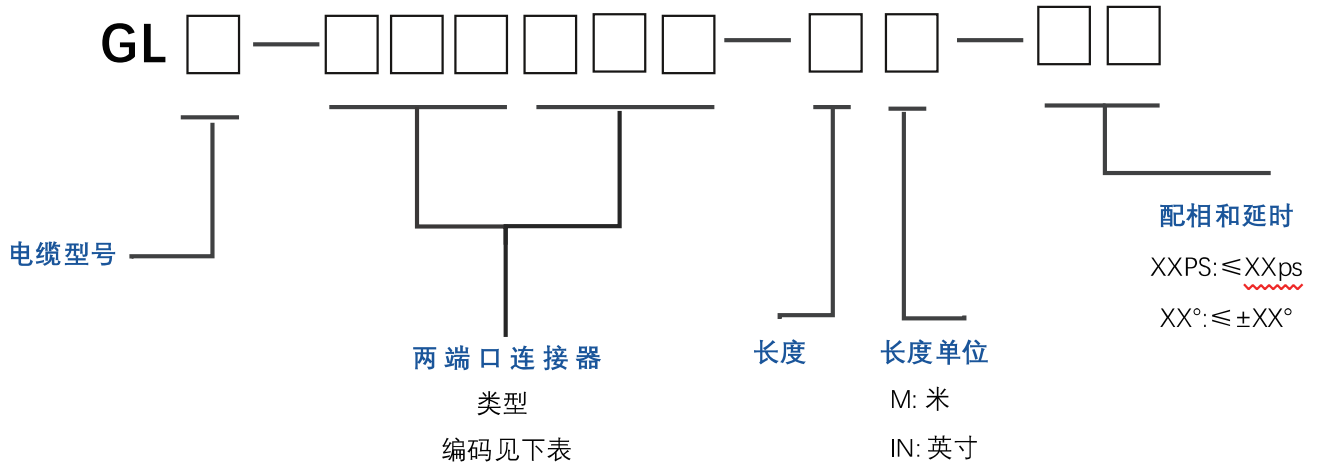 GL
电缆型号
两端口连接器
类型
编码见下表
长度
长度单位
M: 米
IN: 英寸
配相和延时
XXPS:≤XXps
XX°:≤±XX°